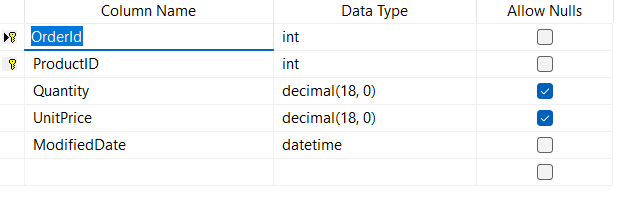 Column Name Data Type Allow Nulls
OrderId int
ProductID int
Quantity decimal(18, 0)
UnitPrice decimal(18, 0)
ModifiedDate datetime